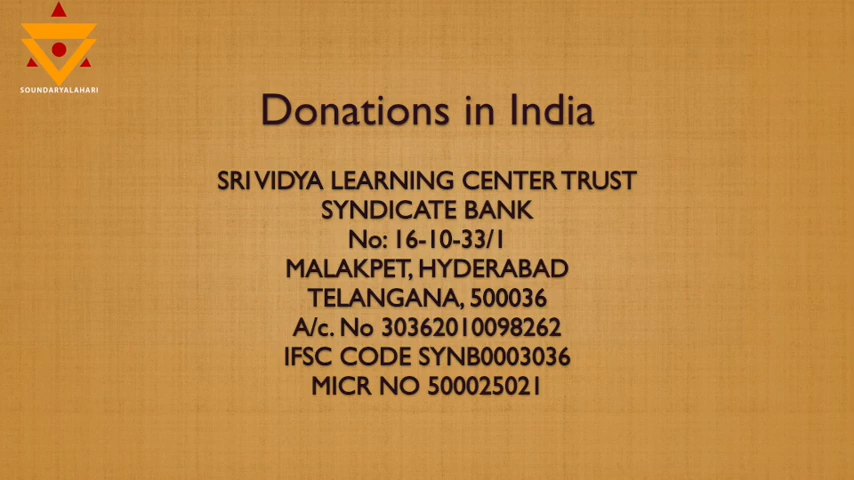 SOUNDARYALAHARI
Donations in India
SRI VIDYA LEARNING CENTER TRUST
SYNDICATE BANK
No: 16-10-33/1
MALAKPET, HYDERABAD
TELANGANA, 500036
A/c. No 30362010098262
IFSC CODE SYNB0003036
MICR NO 500025021